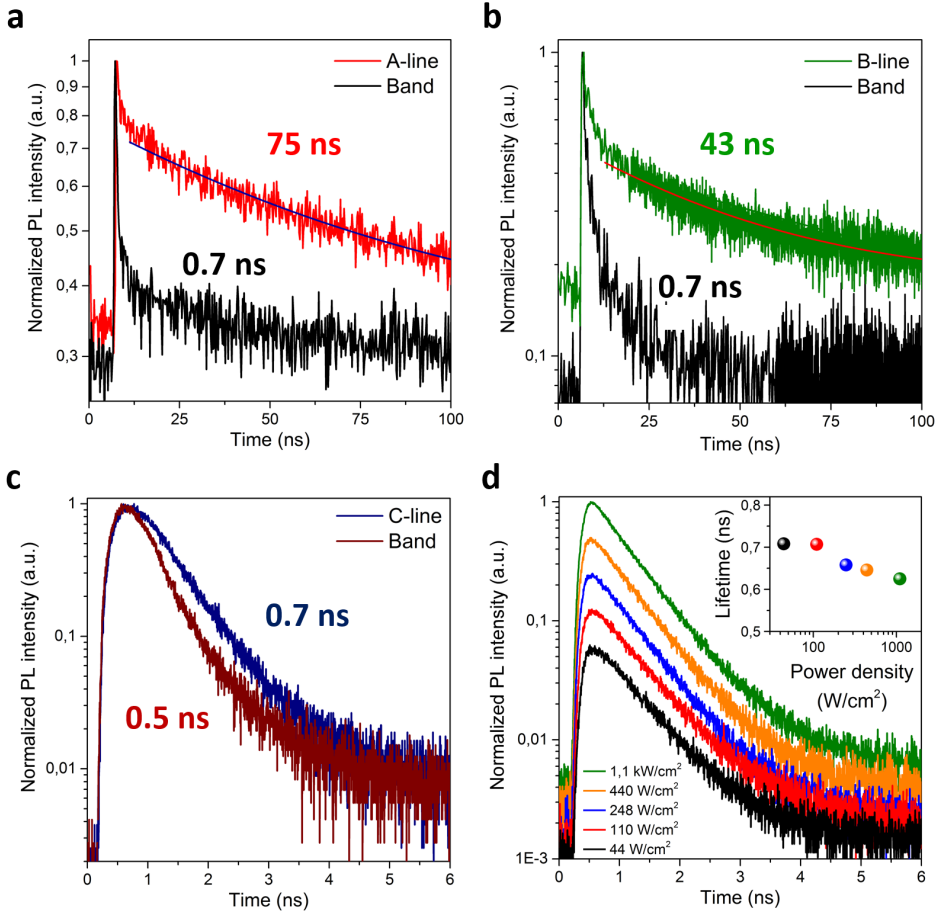 a
Normalized PL intensity (a.u.)
1
0,9
0,8
0,7
0,6
0,5
0,4
0,3
A-line
Band
75 ns
0.7 ns
0
25
50
75
100
Time (ns)
b
Normalized PL intensity (a.u.)
1
0,1
B-line
Band
43 ns
0.7 ns
0
25
50
75
100
Time (ns)
c
Normalized PL intensity (a.u.)
1
0,1
0,01
C-line
Band
0.7 ns
0.5 ns
0
1
2
3
4
5
6
Time (ns)
d
Normalized PL intensity (a.u.)
1
0,1
0,01
1E-3
Lifetime (ns)
0,8
0,7
0,6
0,5
100
1000
Power density
(W/cm²)
1,1 kW/cm²
440 W/cm²
248 W/cm²
110 W/cm²
44 W/cm²
0
1
2
3
4
5
6
Time (ns)